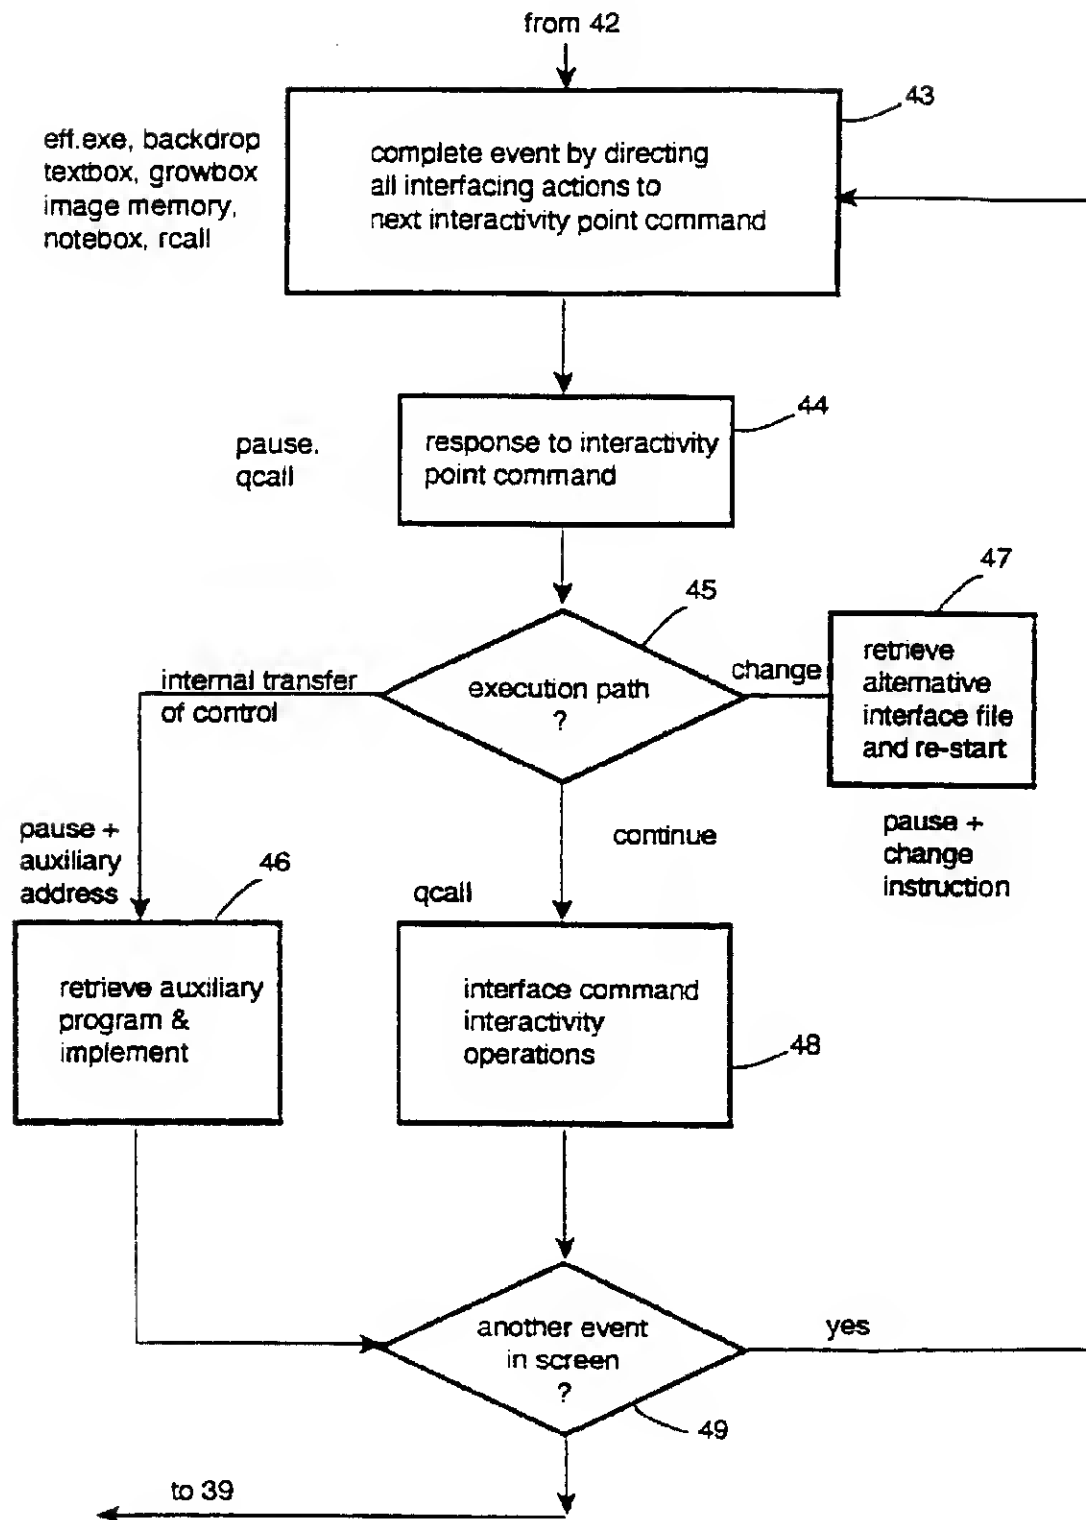 from 42
43
eff.exe, backdrop
textbox, growbox
image memory,
notebox, rcall
complete event by directing
all interfacing actions to
next interactivity point command
44
pause.
qcall
response to interactivity
point command
45
47
internal transfer
of control
execution path
?
change
retrieve
alternative
interface file
and re-start
pause +
auxiliary
address
46
continue
qcall
pause +
change
instruction
retrieve auxiliary
program &
implement
interface command
interactivity
operations
48
another event
in screen
?
yes
49
to 39